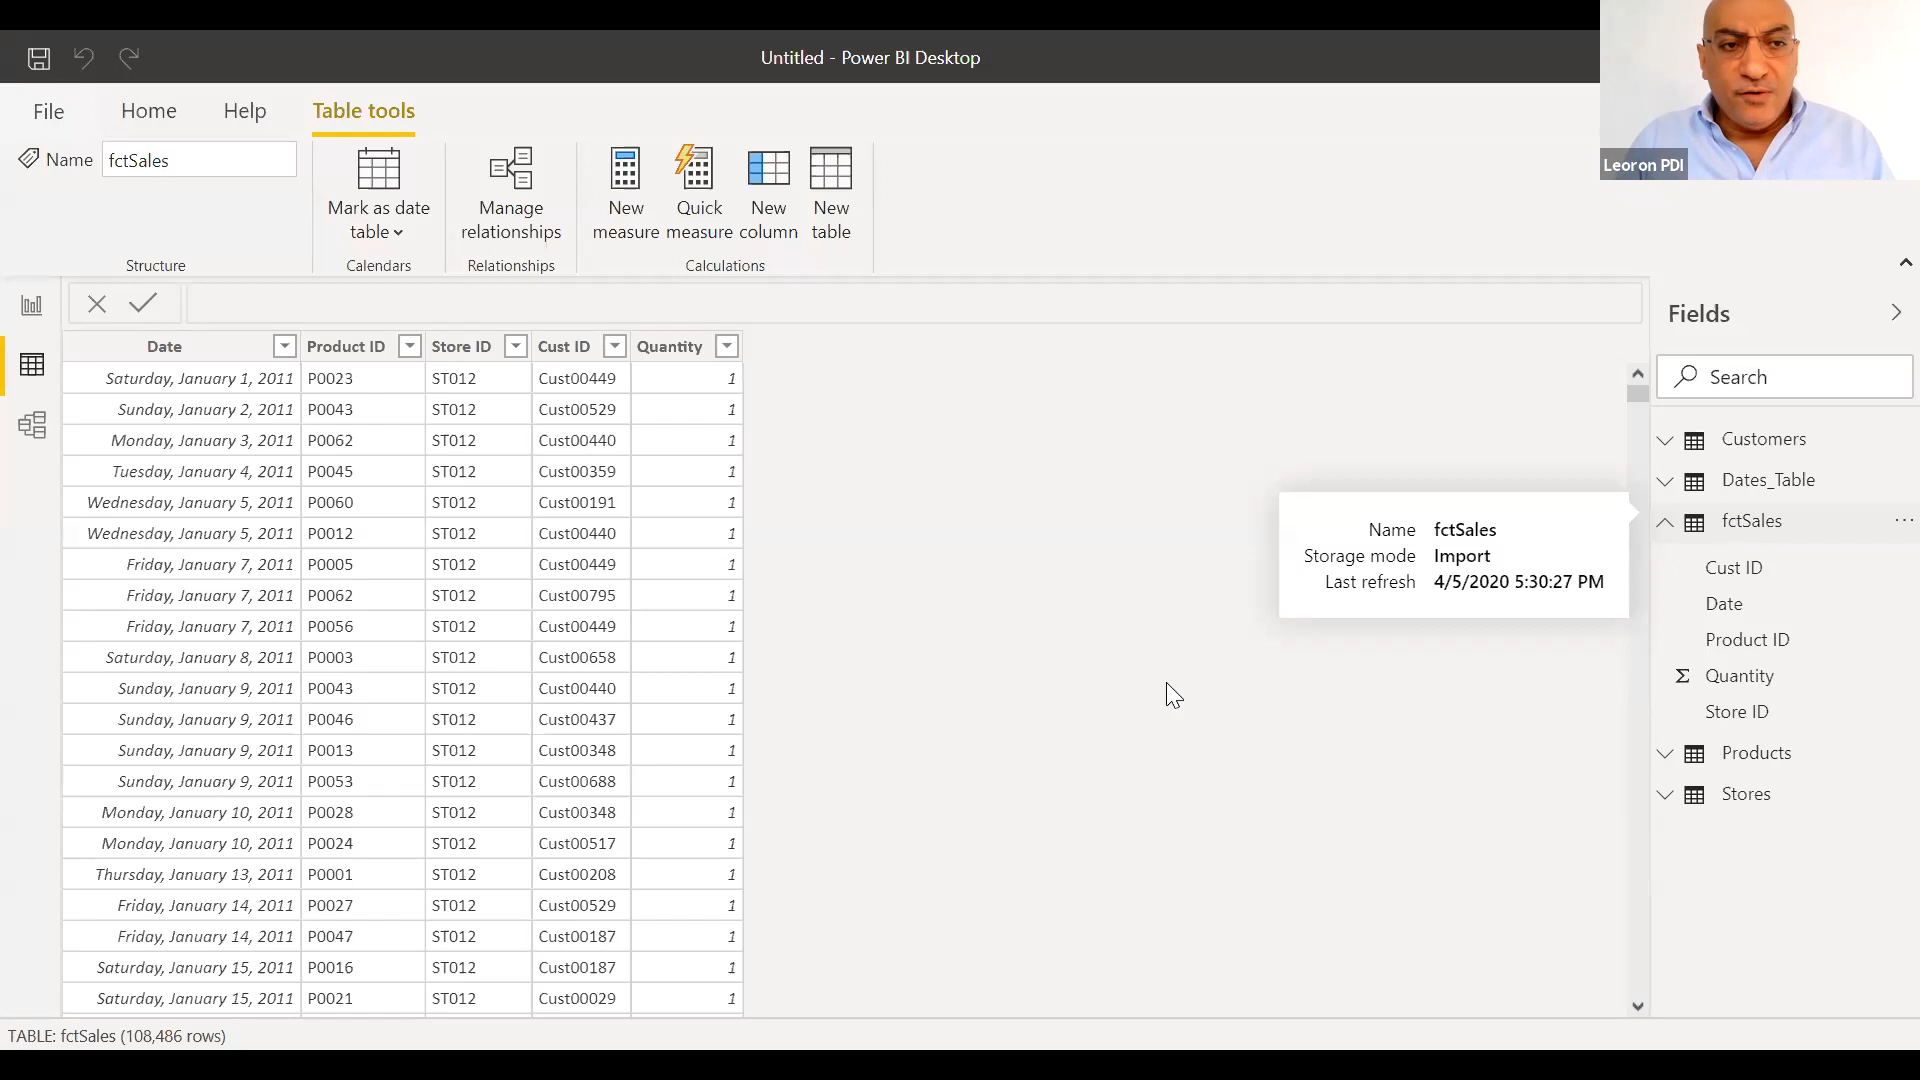 Untitled - Power BI Desktop
Leoron PDI
File Home Help Table tools
Name fctSales
Mark as date table
Manage relationships
New measure
Quick measure
New column
New table
Structure Calendars Relationships Calculations
Date Product ID Store ID Cust ID Quantity
Saturday, January 1, 2011 P0023 ST012 Cust00449 1
Sunday, January 2, 2011 P0043 ST012 Cust00529 1
Monday, January 3, 2011 P0062 ST012 Cust00440 1
Tuesday, January 4, 2011 P0045 ST012 Cust00359 1
Wednesday, January 5, 2011 P0060 ST012 Cust00191 1
Wednesday, January 5, 2011 P0012 ST012 Cust00440 1
Friday, January 7, 2011 P0005 ST012 Cust00449 1
Friday, January 7, 2011 P0062 ST012 Cust00795 1
Friday, January 7, 2011 P0056 ST012 Cust00449 1
Saturday, January 8, 2011 P0003 ST012 Cust00658 1
Sunday, January 9, 2011 P0043 ST012 Cust00440 1
Sunday, January 9, 2011 P0046 ST012 Cust00437 1
Sunday, January 9, 2011 P0013 ST012 Cust00348 1
Sunday, January 9, 2011 P0053 ST012 Cust00688 1
Monday, January 10, 2011 P0028 ST012 Cust00348 1
Monday, January 10, 2011 P0024 ST012 Cust00517 1
Thursday, January 13, 2011 P0001 ST012 Cust00208 1
Friday, January 14, 2011 P0027 ST012 Cust00529 1
Friday, January 14, 2011 P0047 ST012 Cust00187 1
Saturday, January 15, 2011 P0016 ST012 Cust00187 1
Saturday, January 15, 2011 P0021 ST012 Cust00029 1
Name fctSales
Storage mode Import
Last refresh 4/5/2020 5:30:27 PM
Fields
Search
Customers
Dates_Table
fctSales
Cust ID
Date
Product ID
Σ Quantity
Store ID
Products
Stores
TABLE: fctSales (108,486 rows)